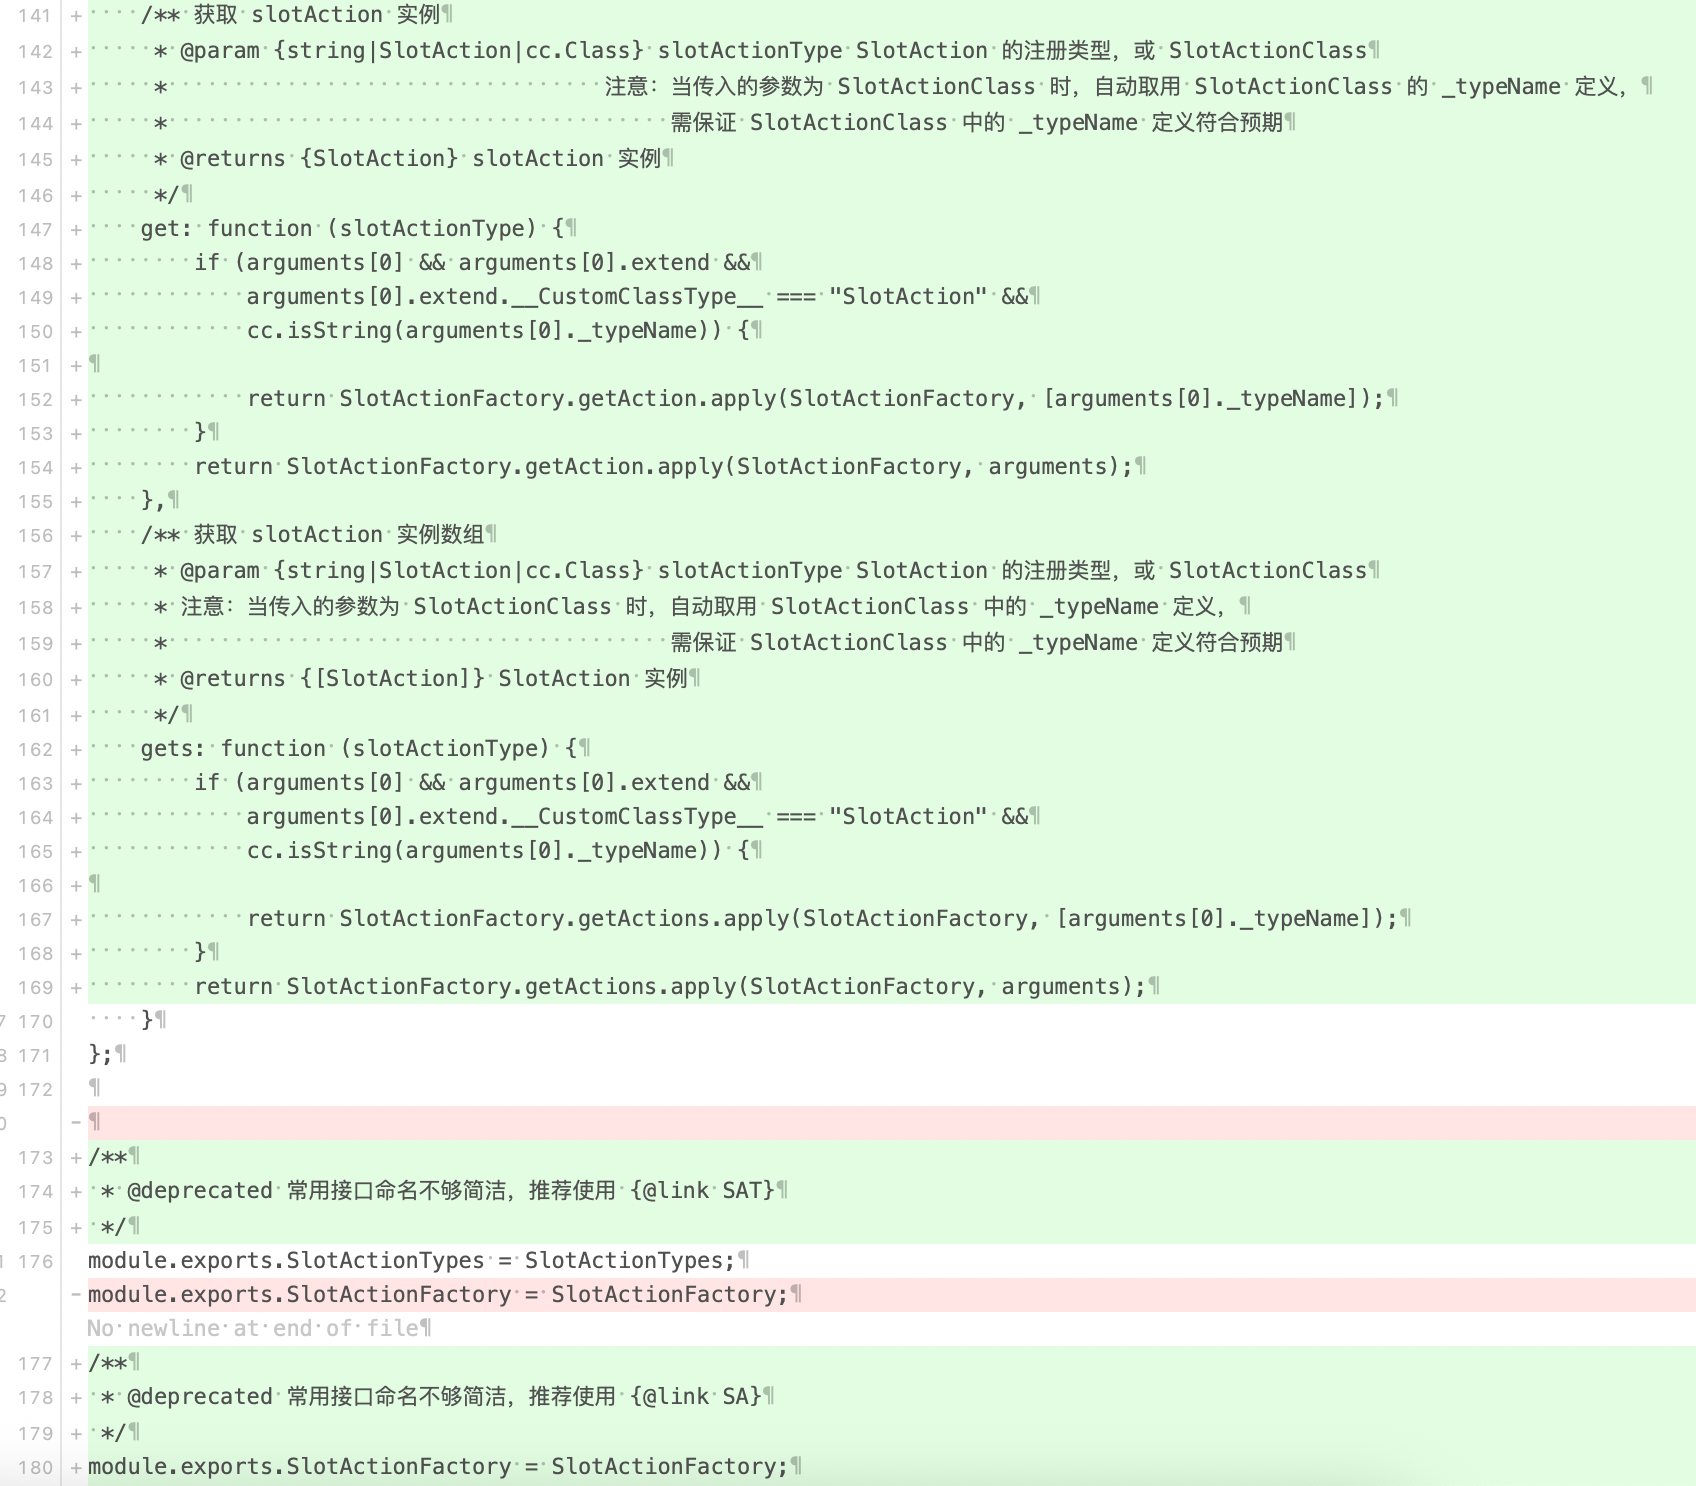 141 + /** 获取 slotAction 实例¶
142 + * @param {string|SlotAction|cc.Class} slotActionType SlotAction 的注册类型，或 SlotActionClass¶
143 + * 注意：当传入的参数为 SlotActionClass 时，自动取用 SlotActionClass 的 _typeName 定义，¶
144 + * 需保证 SlotActionClass 中的 _typeName 定义符合预期¶
145 + * @returns {SlotAction} slotAction 实例¶
146 + */¶
147 + get: function (slotActionType) {¶
148 + if (arguments[0] && arguments[0].extend &&¶
149 + arguments[0].extend.__CustomClassType__ === "SlotAction" &&¶
150 + cc.isString(arguments[0]._typeName)) {¶
151 + ¶
152 + return SlotActionFactory.getAction.apply(SlotActionFactory, [arguments[0]._typeName]);¶
153 + }¶
154 + return SlotActionFactory.getAction.apply(SlotActionFactory, arguments);¶
155 + },¶
156 + /** 获取 slotAction 实例数组¶
157 + * @param {string|SlotAction|cc.Class} slotActionType SlotAction 的注册类型，或 SlotActionClass¶
158 + * 注意：当传入的参数为 SlotActionClass 时，自动取用 SlotActionClass 中的 _typeName 定义，¶
159 + * 需保证 SlotActionClass 中的 _typeName 定义符合预期¶
160 + * @returns {[SlotAction]} SlotAction 实例¶
161 + */¶
162 + gets: function (slotActionType) {¶
163 + if (arguments[0] && arguments[0].extend &&¶
164 + arguments[0].extend.__CustomClassType__ === "SlotAction" &&¶
165 + cc.isString(arguments[0]._typeName)) {¶
166 + ¶
167 + return SlotActionFactory.getActions.apply(SlotActionFactory, [arguments[0]._typeName]);¶
168 + }¶
169 + return SlotActionFactory.getActions.apply(SlotActionFactory, arguments);¶
7 170 }¶
8 171 };¶
9 172 ¶
0 - ¶
173 + /**¶
174 + * @deprecated 常用接口命名不够简洁，推荐使用 {@link SAT}¶
175 + */¶
1 176 module.exports.SlotActionTypes = SlotActionTypes;¶
2 - module.exports.SlotActionFactory = SlotActionFactory;¶
No newline at end of file¶
177 + /**¶
178 + * @deprecated 常用接口命名不够简洁，推荐使用 {@link SA}¶
179 + */¶
180 + module.exports.SlotActionFactory = SlotActionFactory;¶